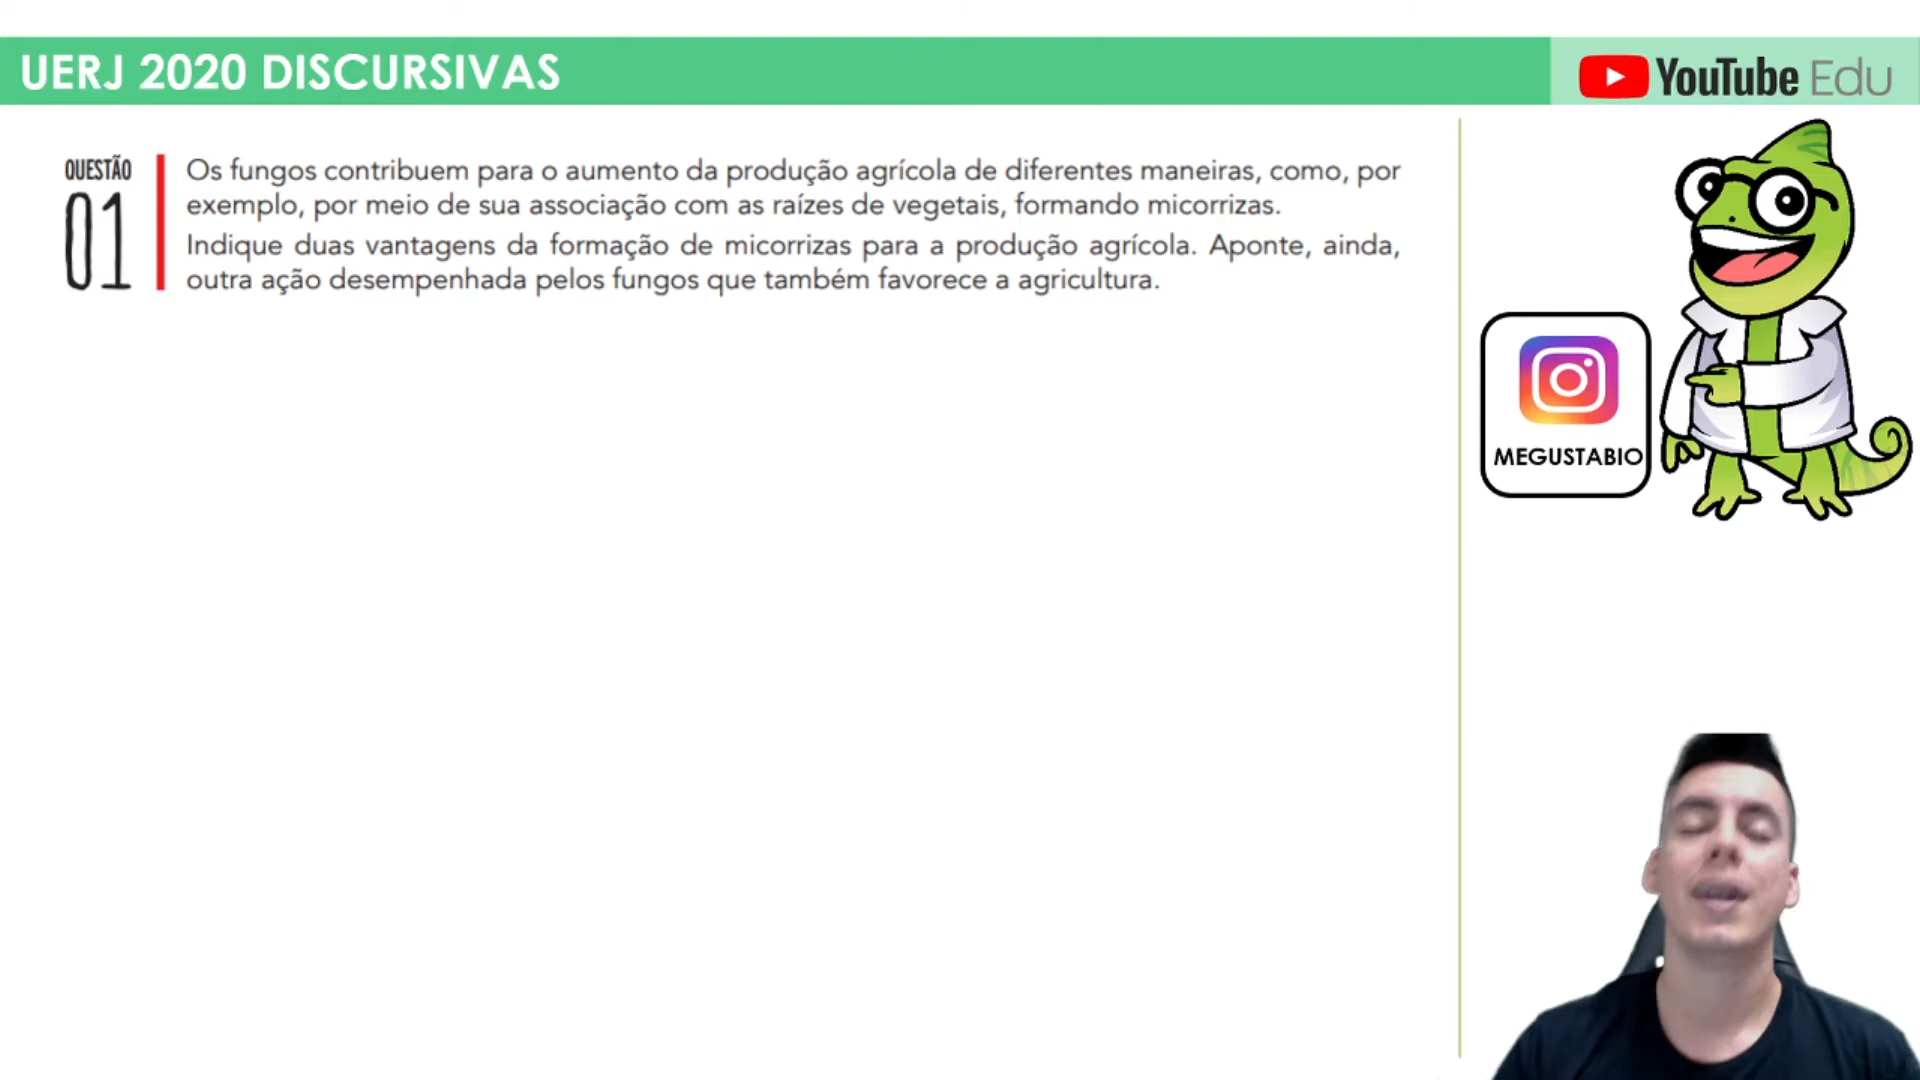 UERJ 2020 DISCURSIVAS
YouTube Edu
QUESTÃO
01
Os fungos contribuem para o aumento da produção agrícola de diferentes maneiras, como, por
exemplo, por meio de sua associação com as raízes de vegetais, formando micorrizas.
Indique duas vantagens da formação de micorrizas para a produção agrícola. Aponte, ainda,
outra ação desempenhada pelos fungos que também favorece a agricultura.
MEGUSTABIO